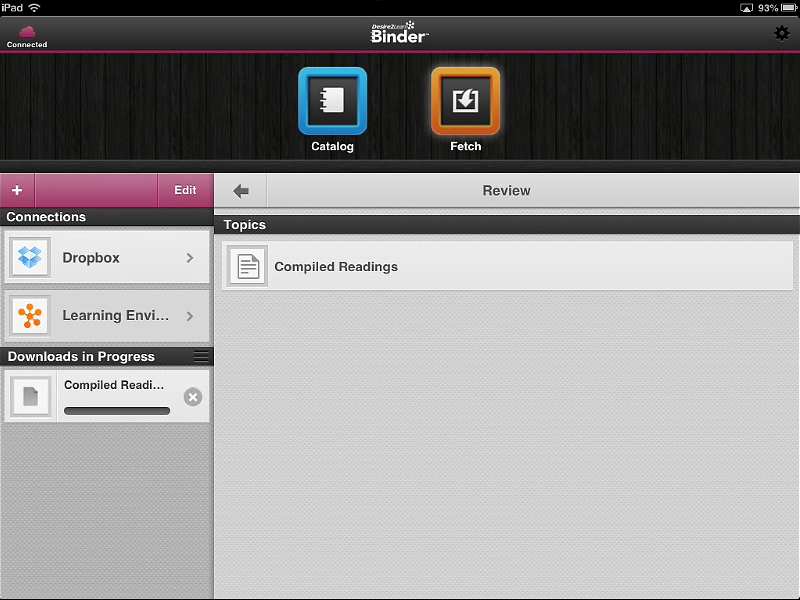 iPad
93%
Connected
Desire2Learn
Binder™
Catalog
Fetch
+
Edit
Review
Connections
Topics
Dropbox
Compiled Readings
Learning Envi...
Downloads in Progress
Compiled Readi...